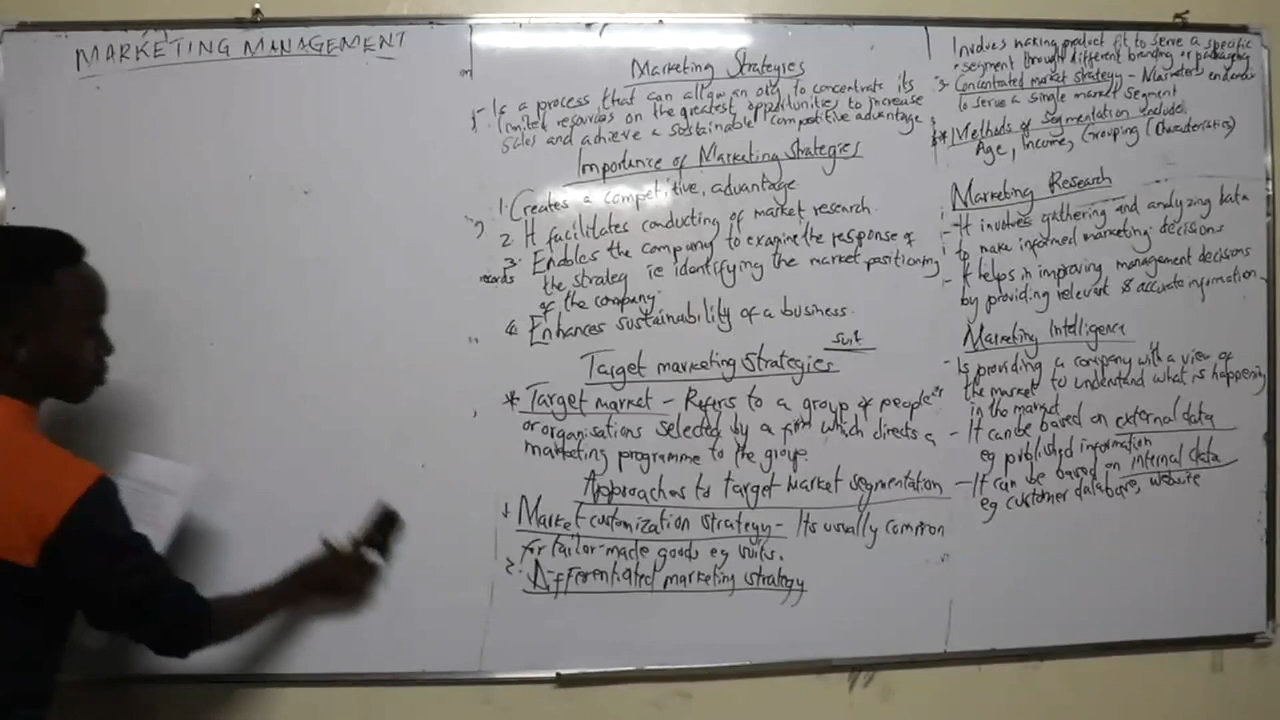 MARKETING MANAGEMENT
Marketing Strategies
- Is a process that can allow an org to concentrate its
limited resources on the greatest opportunities to increase
sales and achieve a sustainable competitive advantage
Importance of Marketing Strategies
1. Creates a competitive, advantage
2. It facilitates conducting of market research.
3. Enables the company to examine the response of
the strateg ie identifying the market positioning
of the company.
4. Enhances sustainability of a business.
suit
Target marketing strategies
* Target market - Refers to a group of people or
or organisations selected by a firm which directs a
marketing programme to the group.
Approaches to target market segmentation
1. Market customization strategy - Its usually common
for tailor-made goods eg suits.
2. Differentiated marketing strategy
Involves making product fit to serve a specific
segment through different branding or packaging
3. Concentrated market strategy - Marketers endeavour
to serve a single market segment
* Methods of segmentation include;
Age, Income, Grouping (Characteristics)
Marketing Research
- It involves gathering and analyzing data
to make informed marketing decisions
- It helps in improving management decisions
by providing relevant & accurate information
Marketing Intelligence
- Is providing a company with a view of
the market to understand what is happening
in the market
- It can be based on external data
eg published information
- It can be based on internal data
eg customer database, website